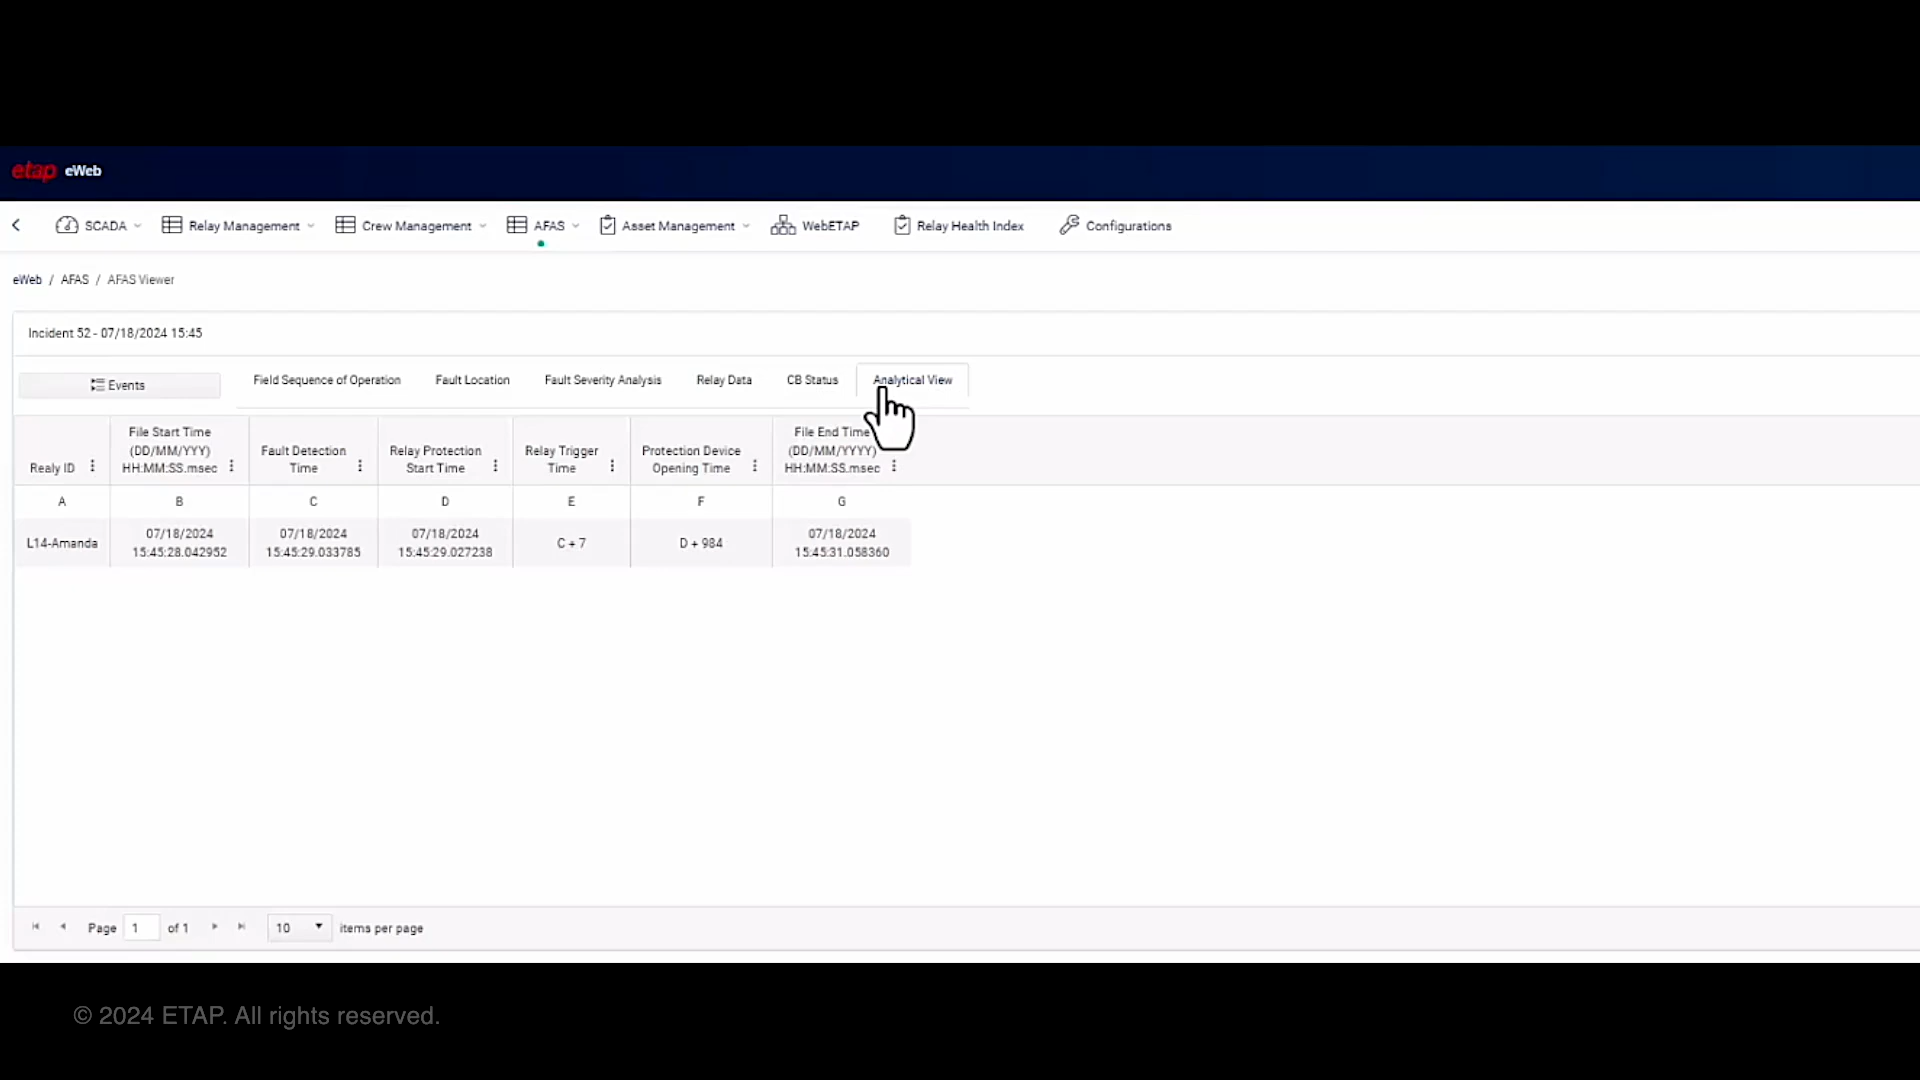 etap eWeb
SCADA Relay Management Crew Management AFAS Asset Management WebETAP Relay Health Index Configurations
eWeb / AFAS / AFAS Viewer
Incident 52 - 07/18/2024 15:45
Events Field Sequence of Operation Fault Location Fault Severity Analysis Relay Data CB Status Analytical View
Realy ID
File Start Time
(DD/MM/YYY)
HH:MM:SS.msec
Fault Detection
Time
Relay Protection
Start Time
Relay Trigger
Time
Protection Device
Opening Time
File End Time
(DD/MM/YYYY)
HH:MM:SS.msec
A B C D E F G
L14-Amanda
07/18/2024
15:45:28.042952
07/18/2024
15:45:29.033785
07/18/2024
15:45:29.027238
C + 7
D + 984
07/18/2024
15:45:31.058360
Page 1 of 1 10 items per page
© 2024 ETAP. All rights reserved.